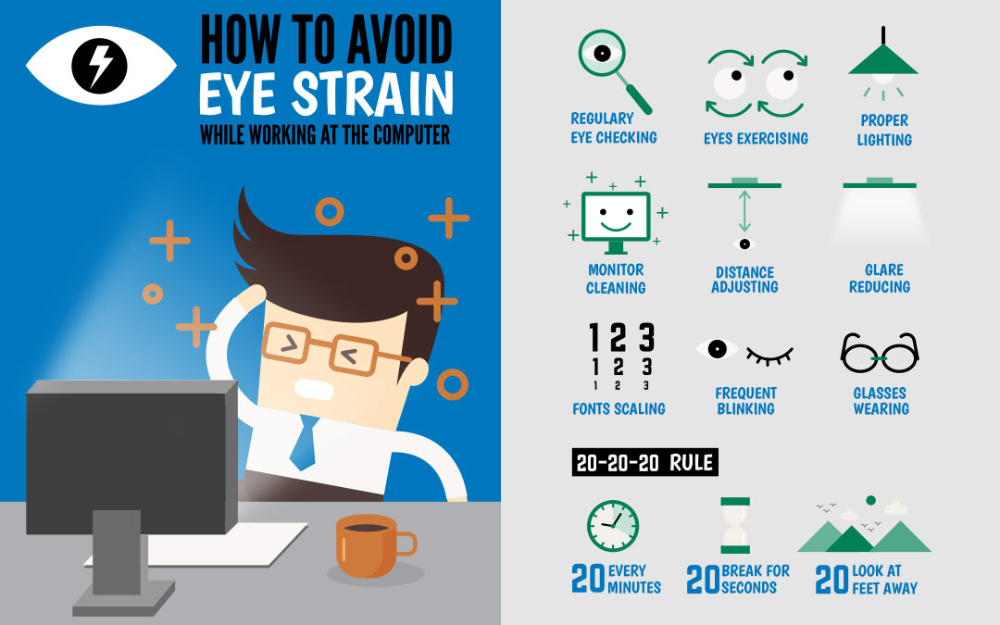 HOW TO AVOID
EYE STRAIN
WHILE WORKING AT THE COMPUTER
REGULARY
EYE CHECKING
EYES EXERCISING
PROPER
LIGHTING
MONITOR
CLEANING
DISTANCE
ADJUSTING
GLARE
REDUCING
1 2 3
1 2 3
1 2 3
FONTS SCALING
FREQUENT
BLINKING
GLASSES
WEARING
20-20-20 RULE
20 EVERY
MINUTES
20 BREAK FOR
SECONDS
20 LOOK AT
FEET AWAY